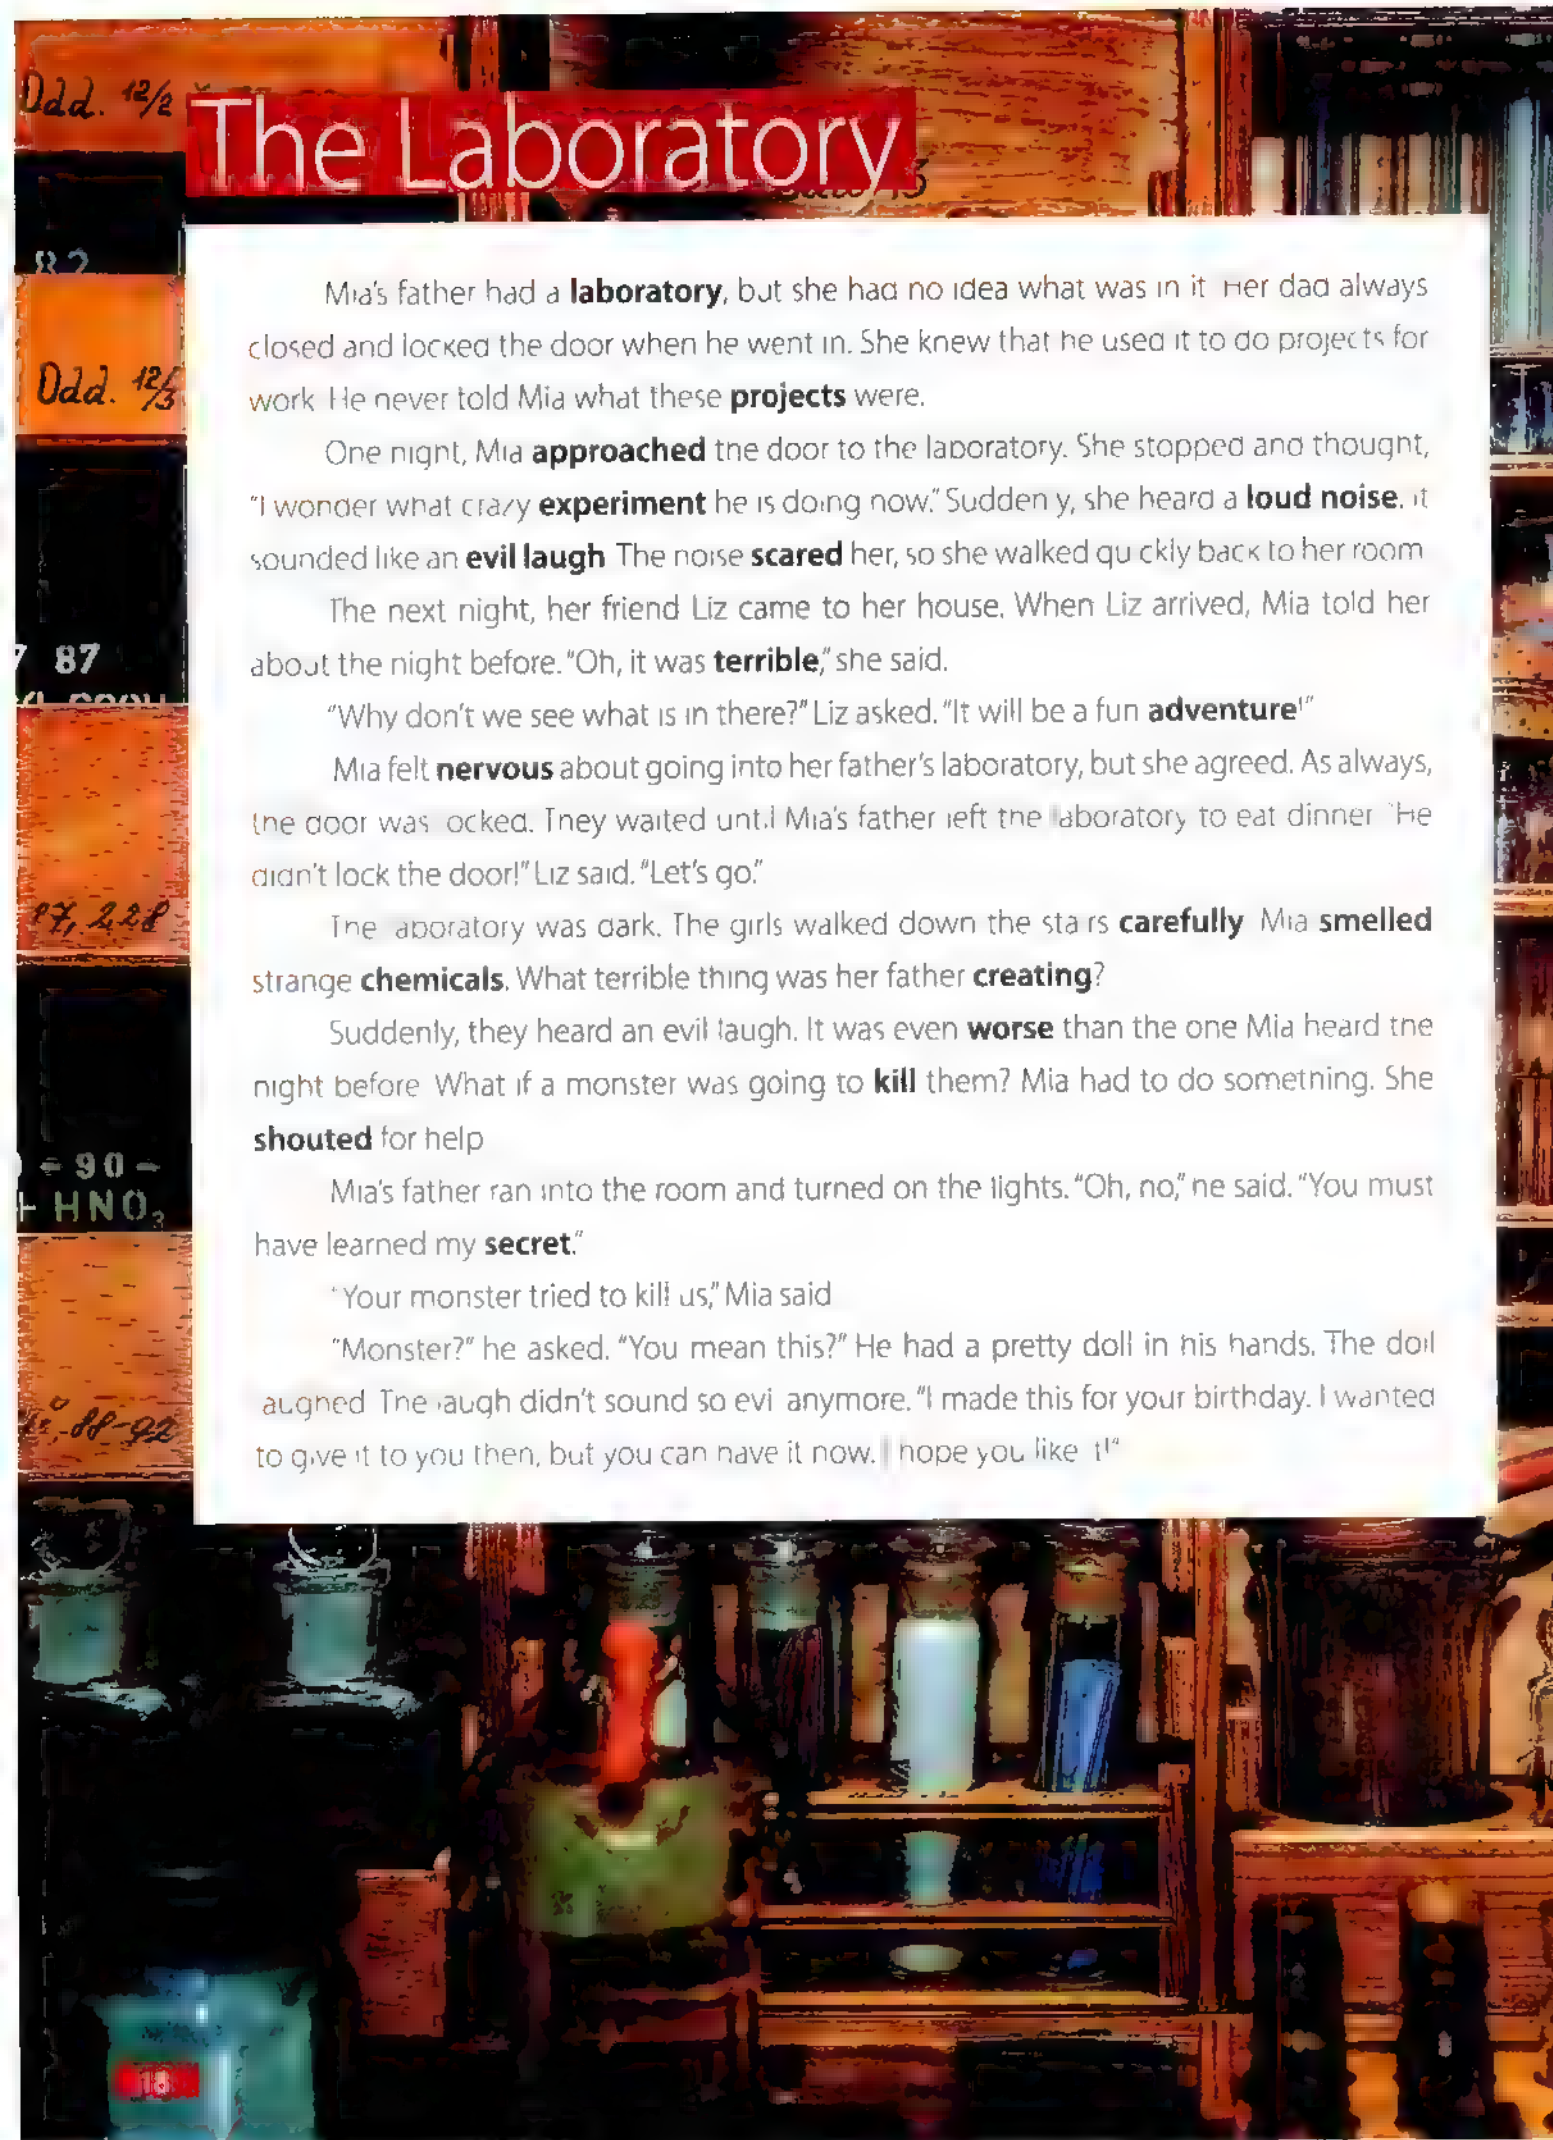 Odd. 12/2
The Laboratory
82
Mia's father had a laboratory, but she had no idea what was in it. Her dad always
closed and locked the door when he went in. She knew that he used it to do projects for
Odd. 12/3
work. He never told Mia what these projects were.
One night, Mia approached the door to the laboratory. She stopped and thought,
"I wonder what crazy experiment he is doing now." Suddenly, she heard a loud noise. It
sounded like an evil laugh. The noise scared her, so she walked quickly back to her room.
The next night, her friend Liz came to her house. When Liz arrived, Mia told her
7 87
about the night before. "Oh, it was terrible," she said.
"Why don't we see what is in there?" Liz asked. "It will be a fun adventure!"
Mia felt nervous about going into her father's laboratory, but she agreed. As always,
the door was locked. They waited until Mia's father left the laboratory to eat dinner. "He
didn't lock the door!" Liz said. "Let's go."
87, 228
The laboratory was dark. The girls walked down the stairs carefully. Mia smelled
strange chemicals. What terrible thing was her father creating?
Suddenly, they heard an evil laugh. It was even worse than the one Mia heard the
night before. What if a monster was going to kill them? Mia had to do something. She
shouted for help.
- 90 -
+ HNO₃
Mia's father ran into the room and turned on the lights. "Oh, no," he said. "You must
have learned my secret."
"Your monster tried to kill us," Mia said.
"Monster?" he asked. "You mean this?" He had a pretty doll in his hands. The doll
laughed. The laugh didn't sound so evil anymore. "I made this for your birthday. I wanted
88-92
to give it to you then, but you can have it now. I hope you like it!"